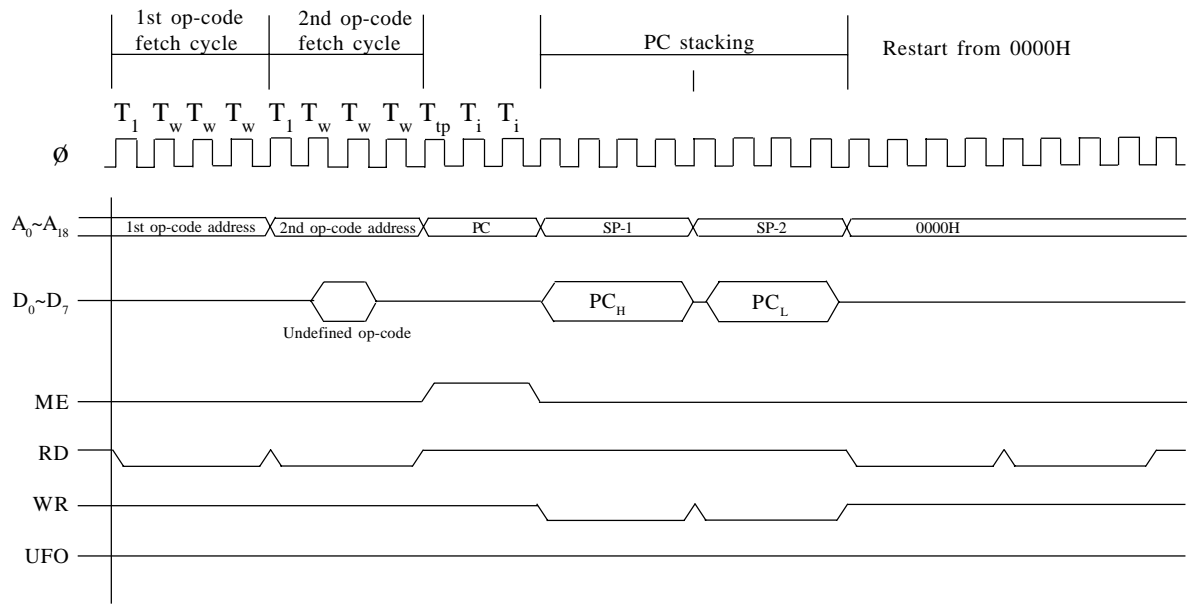 1st op-code
fetch cycle
2nd op-code
fetch cycle
PC stacking
Restart from 0000H
T1 Tw Tw Tw T1 Tw Tw Tw Ttp Ti Ti
ø
A0~A18
1st op-code address
2nd op-code address
PC
SP-1
SP-2
0000H
D0~D7
PCH
PCL
Undefined op-code
ME
RD
WR
UFO